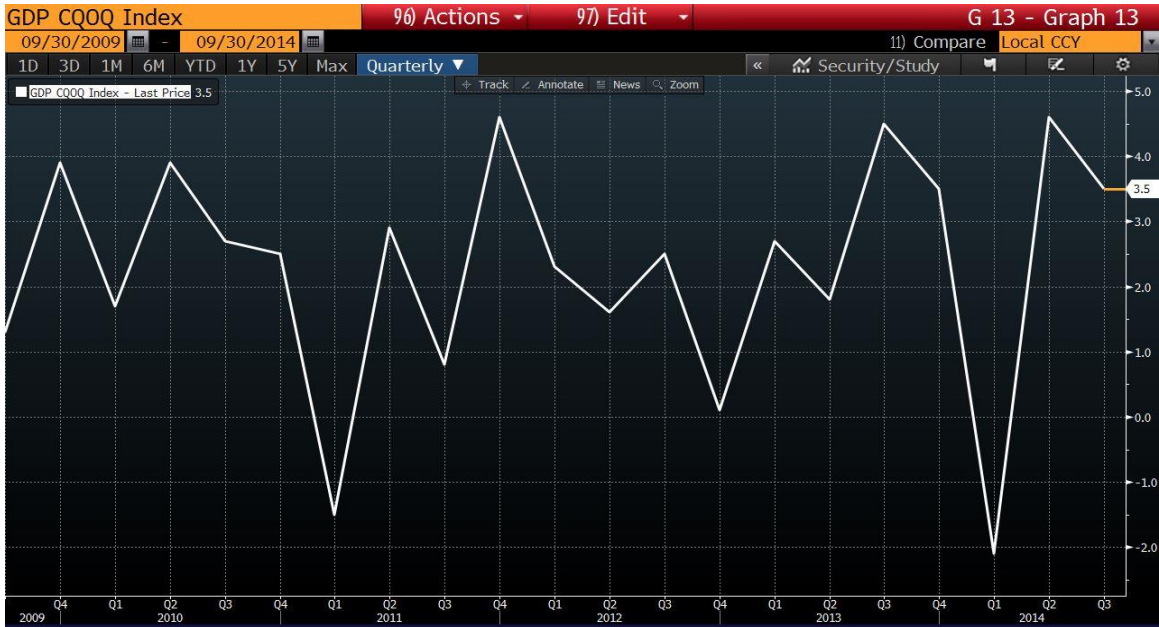 GDP CQOQ Index 96) Actions 97) Edit G 13 - Graph 13
09/30/2009 - 09/30/2014 11) Compare Local CCY
1D 3D 1M 6M YTD 1Y 5Y Max Quarterly ▼ « Security/Study
Track Annotate News Zoom
GDP CQOQ Index - Last Price 3.5
5.0
4.0
3.5
3.0
2.0
1.0
0.0
-1.0
-2.0
Q4 Q1 Q2 Q3 Q4 Q1 Q2 Q3 Q4 Q1 Q2 Q3 Q4 Q1 Q2 Q3 Q4 Q1 Q2 Q3
2009 2010 2011 2012 2013 2014